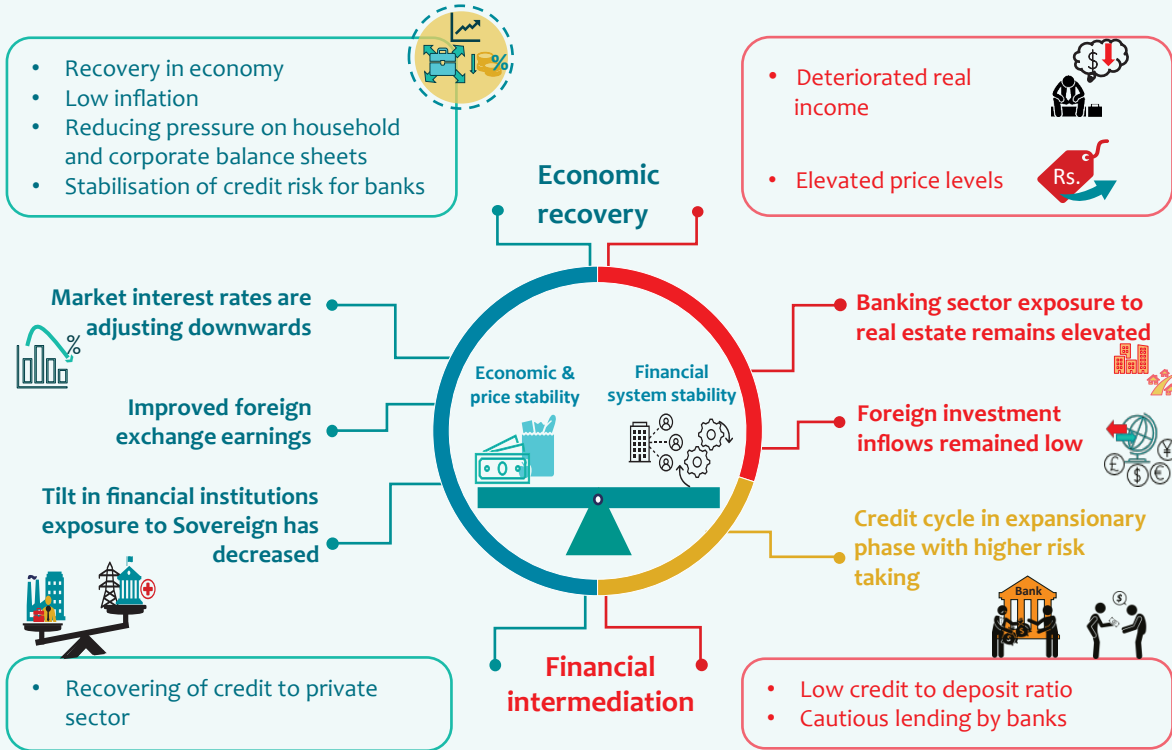 • Recovery in economy
• Low inflation
• Reducing pressure on household
and corporate balance sheets
• Stabilisation of credit risk for banks
%
$
• Deteriorated real
income
• Elevated price levels
Rs.
Economic
recovery
Market interest rates are
adjusting downwards
%
Improved foreign
exchange earnings
Tilt in financial institutions
exposure to Sovereign has
decreased
Economic &
price stability
Financial
system stability
Banking sector exposure to
real estate remains elevated
Foreign investment
inflows remained low
£
$
€
¥
Credit cycle in expansionary
phase with higher risk
taking
Bank
$
Financial
intermediation
• Recovering of credit to private
sector
• Low credit to deposit ratio
• Cautious lending by banks